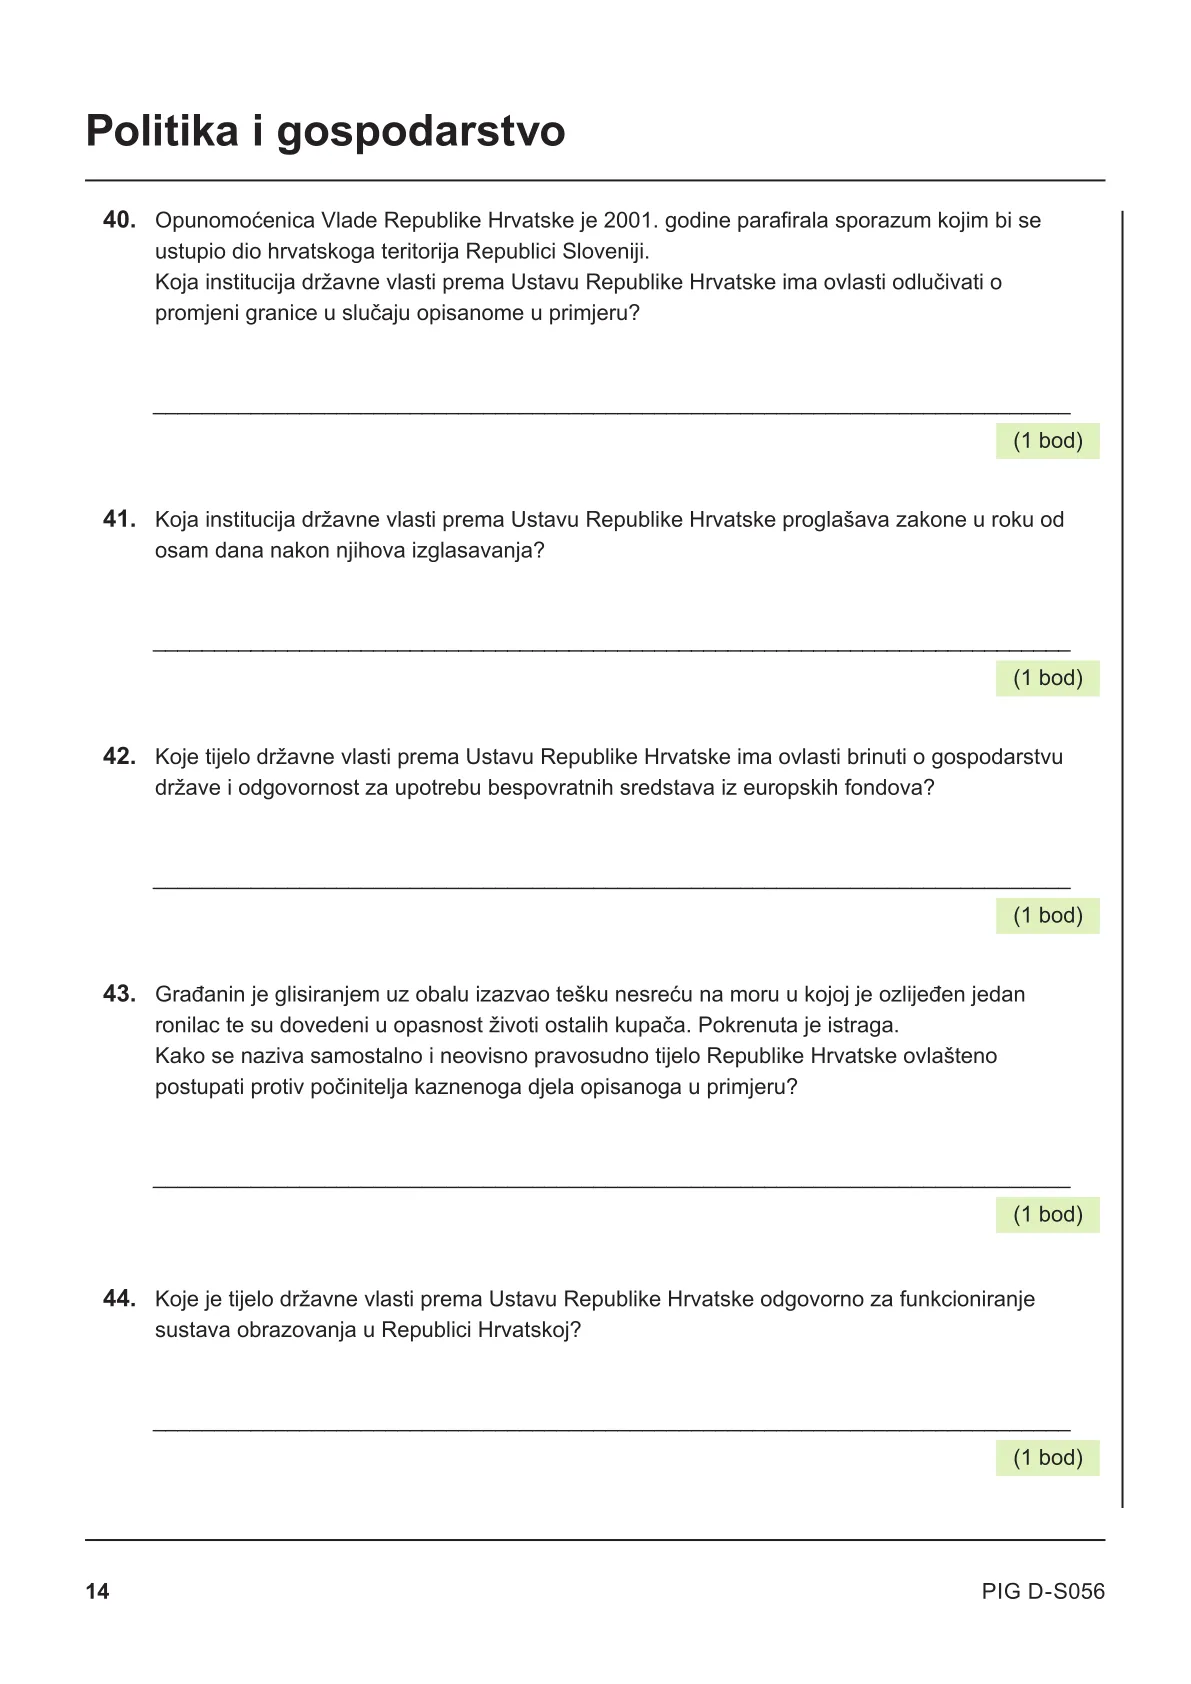 Politika i gospodarstvo
40. Opunomoćenica Vlade Republike Hrvatske je 2001. godine parafirala sporazum kojim bi se
ustupio dio hrvatskoga teritorija Republici Sloveniji.
Koja institucija državne vlasti prema Ustavu Republike Hrvatske ima ovlasti odlučivati o
promjeni granice u slučaju opisanome u primjeru?
(1 bod)
41. Koja institucija državne vlasti prema Ustavu Republike Hrvatske proglašava zakone u roku od
osam dana nakon njihova izglasavanja?
(1 bod)
42. Koje tijelo državne vlasti prema Ustavu Republike Hrvatske ima ovlasti brinuti o gospodarstvu
države i odgovornost za upotrebu bespovratnih sredstava iz europskih fondova?
(1 bod)
43. Građanin je glisiranjem uz obalu izazvao tešku nesreću na moru u kojoj je ozlijeđen jedan
ronilac te su dovedeni u opasnost životi ostalih kupača. Pokrenuta je istraga.
Kako se naziva samostalno i neovisno pravosudno tijelo Republike Hrvatske ovlašteno
postupati protiv počinitelja kaznenoga djela opisanoga u primjeru?
(1 bod)
44. Koje je tijelo državne vlasti prema Ustavu Republike Hrvatske odgovorno za funkcioniranje
sustava obrazovanja u Republici Hrvatskoj?
(1 bod)
14
PIG D-S056